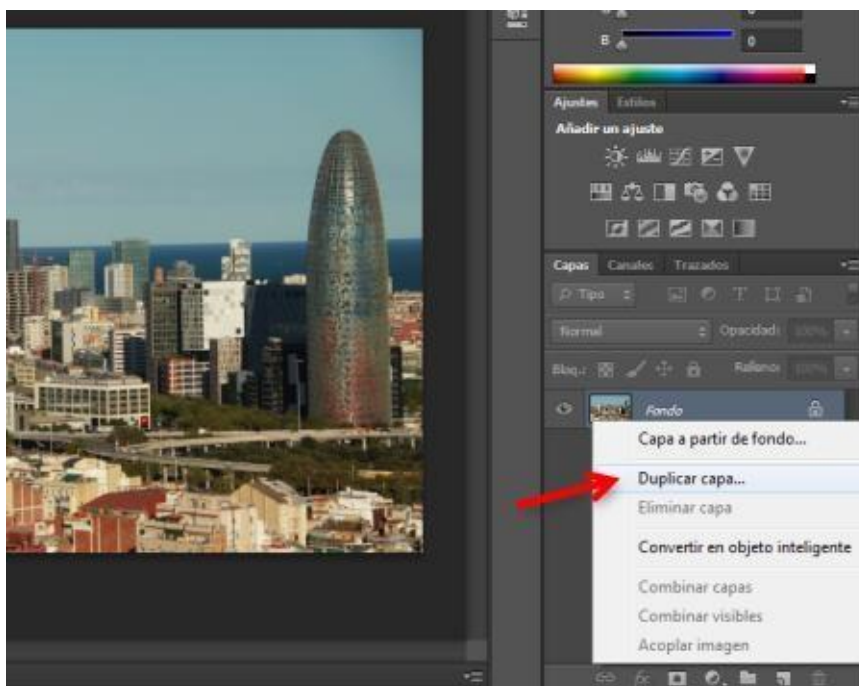 B 0
Ajustes Estilos
Añadir un ajuste
Capas Canales Trazados
Tipo
Normal Opacidad: 100%
Bloq.: Relleno: 100%
Fondo
Capa a partir de fondo...
Duplicar capa...
Eliminar capa
Convertir en objeto inteligente
Combinar capas
Combinar visibles
Acoplar imagen
fx